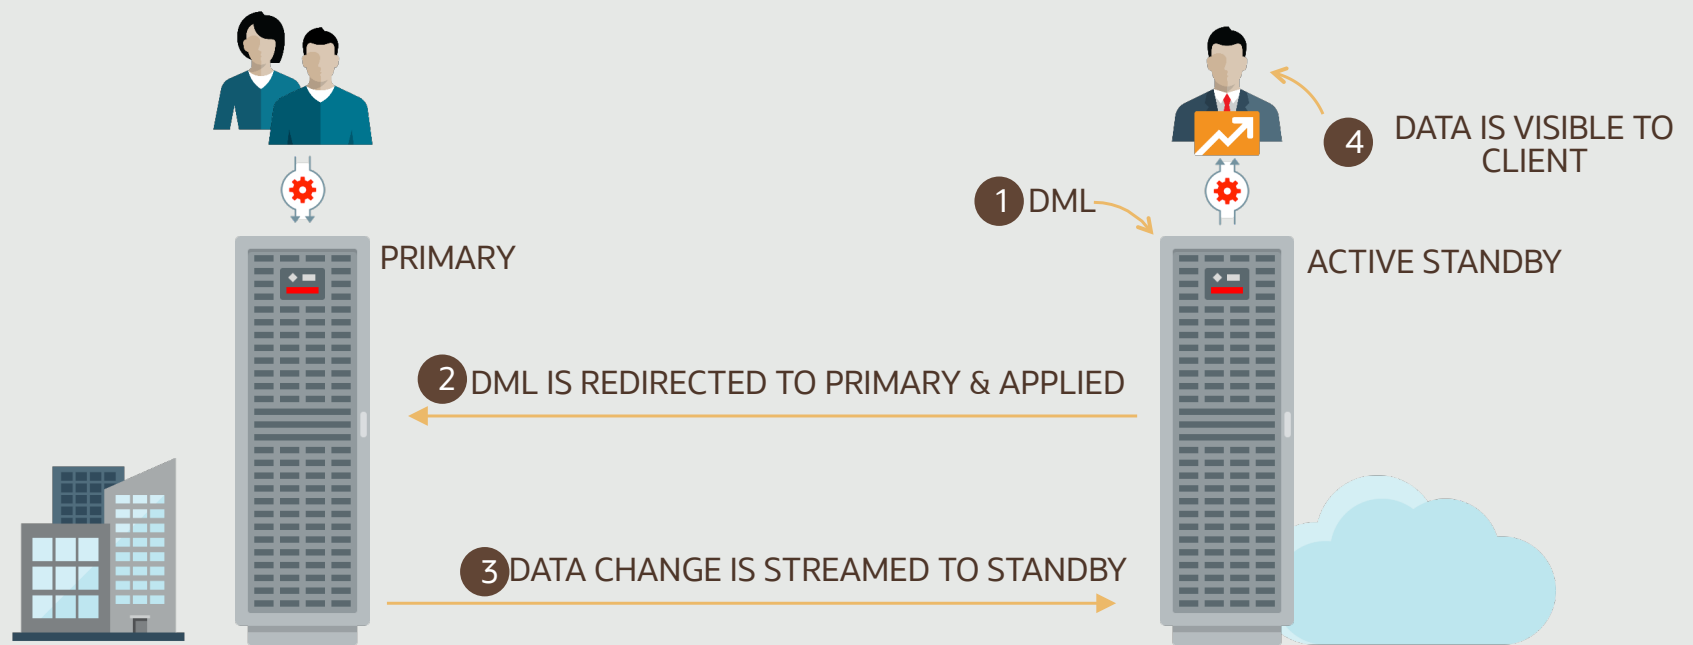 PRIMARY
1 DML
4 DATA IS VISIBLE TO
CLIENT
ACTIVE STANDBY
2 DML IS REDIRECTED TO PRIMARY & APPLIED
3 DATA CHANGE IS STREAMED TO STANDBY